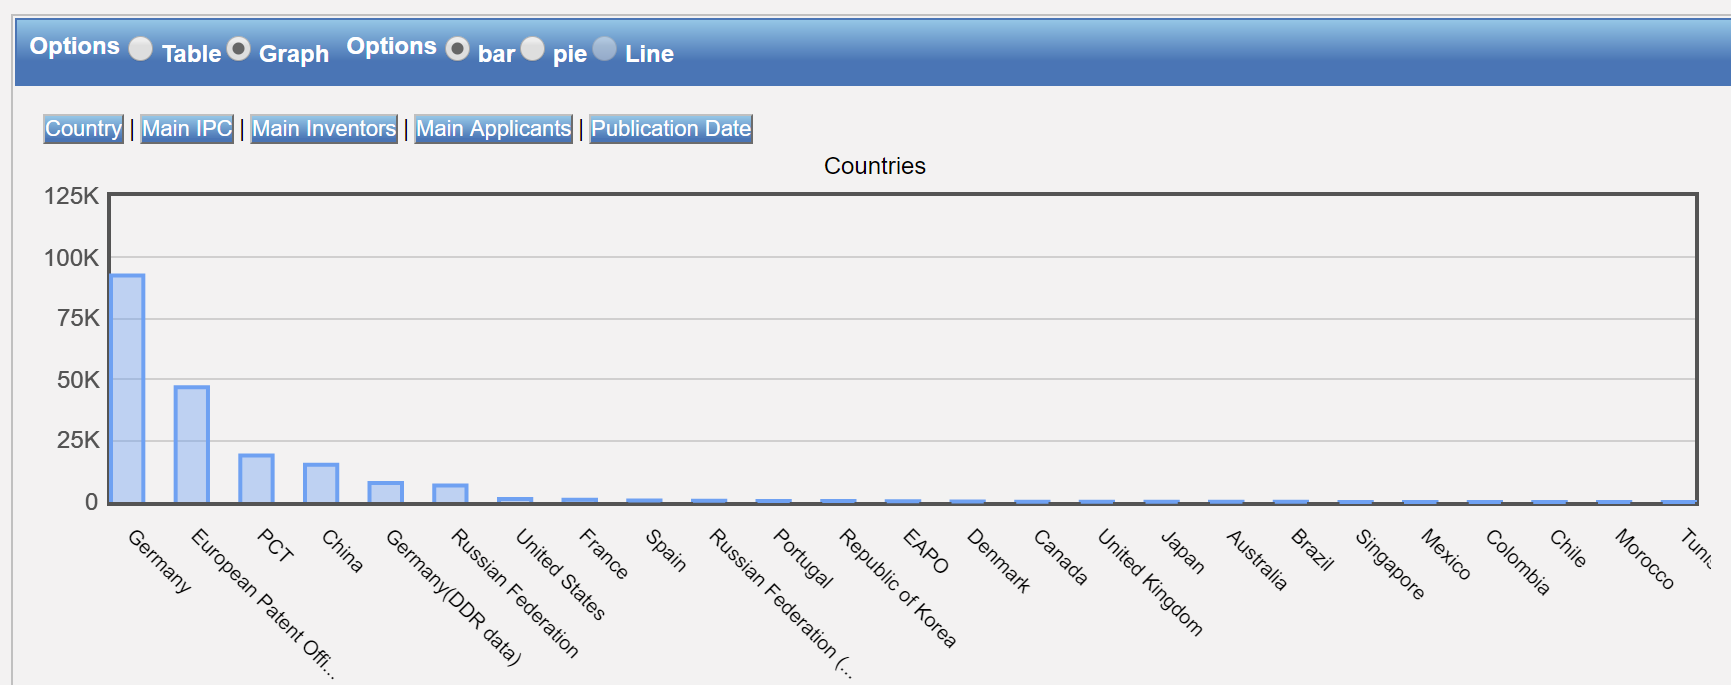 Options Table Graph Options bar pie Line
Country | Main IPC | Main Inventors | Main Applicants | Publication Date
Countries
125K
100K
75K
50K
25K
0
Germany
European Patent Offi...
PCT
China
Germany(DDR data)
Russian Federation
United States
France
Spain
Russian Federation (...
Portugal
Republic of Korea
EAPO
Denmark
Canada
United Kingdom
Japan
Australia
Brazil
Singapore
Mexico
Colombia
Chile
Morocco